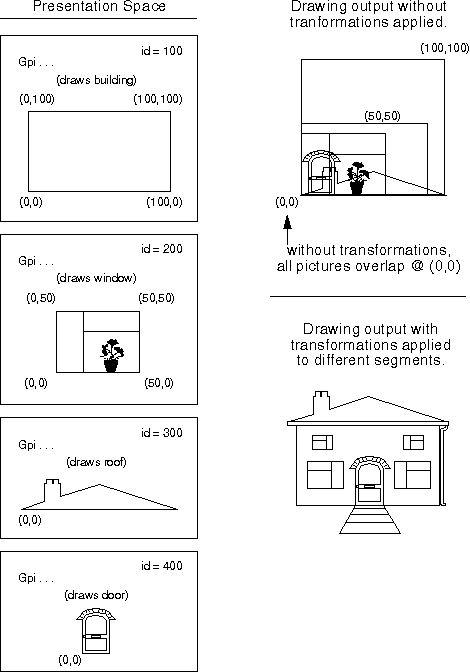 Presentation Space
id = 100
Gpi . . .
(draws building)
(0,100) (100,100)
(0,0) (100,0)
id = 200
Gpi . . .
(draws window)
(0,50) (50,50)
(0,0) (50,0)
id = 300
Gpi . . .
(draws roof)
(0,0)
id = 400
Gpi . . .
(draws door)
(0,0)
Drawing output without
tranformations applied.
(100,100)
(50,50)
(0,0)
without transformations,
all pictures overlap @ (0,0)
Drawing output with
transformations applied
to different segments.